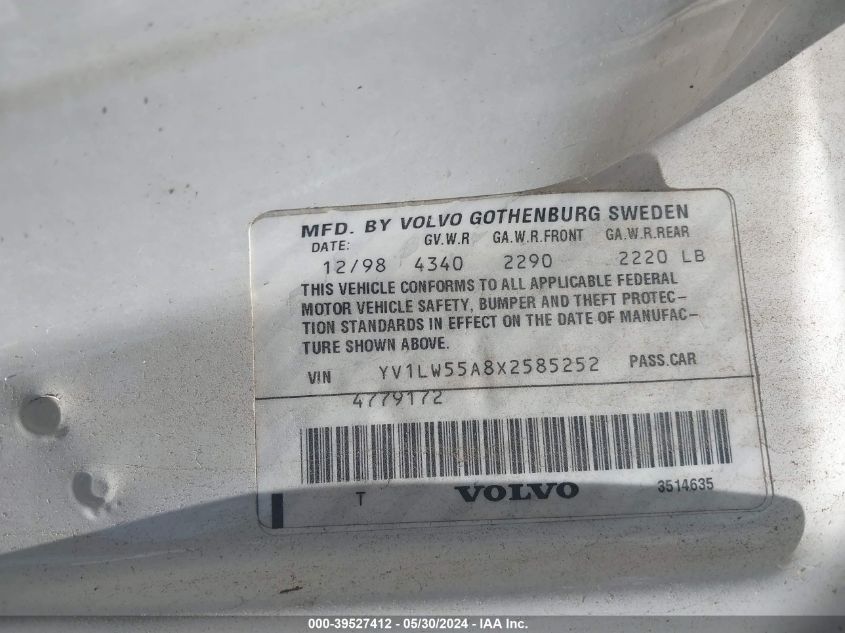 MFD. BY VOLVO GOTHENBURG SWEDEN
DATE: GV.W.R GA.W.R.FRONT GA.W.R.REAR
12/98 4340 2290 2220 LB
THIS VEHICLE CONFORMS TO ALL APPLICABLE FEDERAL
MOTOR VEHICLE SAFETY, BUMPER AND THEFT PROTEC-
TION STANDARDS IN EFFECT ON THE DATE OF MANUFAC-
TURE SHOWN ABOVE.
VIN YV1LW55A8X2585252 PASS.CAR
4779172
T VOLVO 3514635
000-39527412 - 05/30/2024 - IAA Inc.